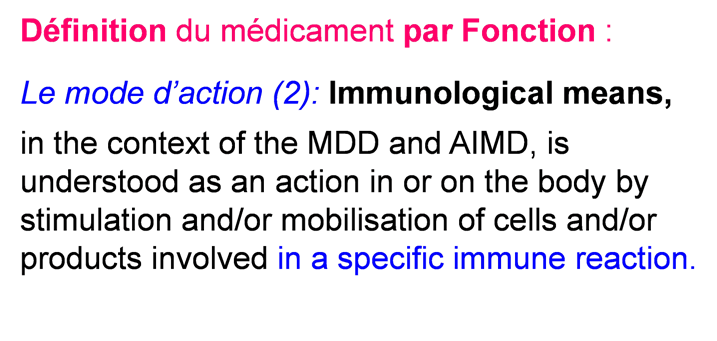 Définition du médicament par Fonction :
Le mode d'action (2): Immunological means,
in the context of the MDD and AIMD, is
understood as an action in or on the body by
stimulation and/or mobilisation of cells and/or
products involved in a specific immune reaction.